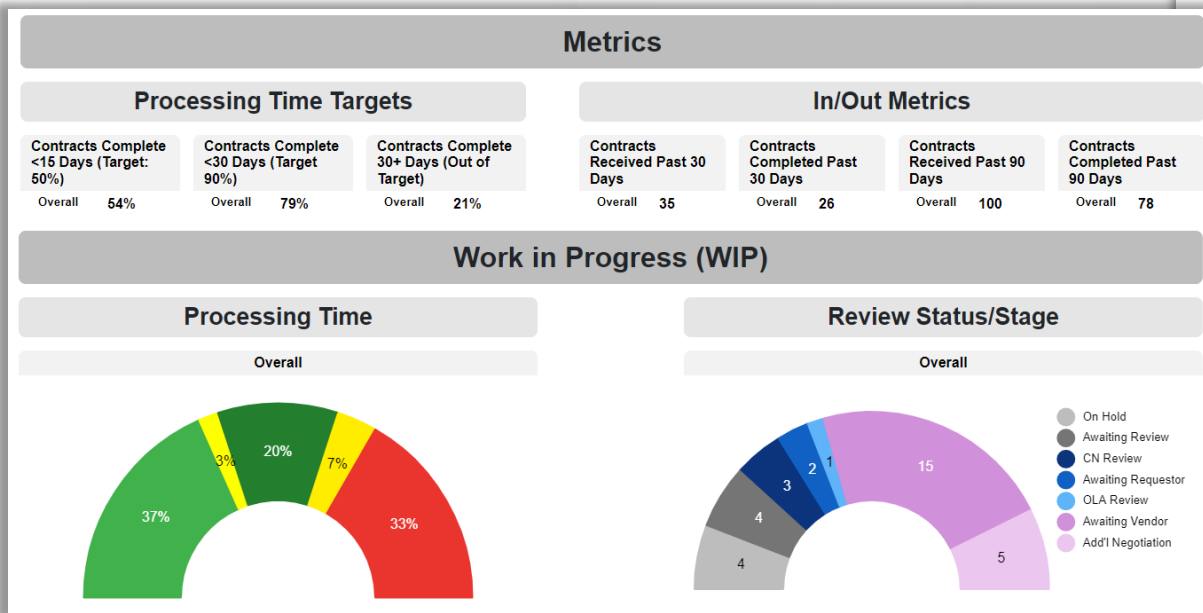 Metrics
Processing Time Targets
In/Out Metrics
Contracts Complete
<15 Days (Target:
50%)
Contracts Complete
<30 Days (Target
90%)
Contracts Complete
30+ Days (Out of
Target)
Contracts
Received Past 30
Days
Contracts
Completed Past
30 Days
Contracts
Received Past 90
Days
Contracts
Completed Past
90 Days
Overall 54%
Overall 79%
Overall 21%
Overall 35
Overall 26
Overall 100
Overall 78
Work in Progress (WIP)
Processing Time
Review Status/Stage
Overall
Overall
37%
3%
20%
7%
33%
4
4
3
2
1
15
5
On Hold
Awaiting Review
CN Review
Awaiting Requestor
OLA Review
Awaiting Vendor
Add'l Negotiation